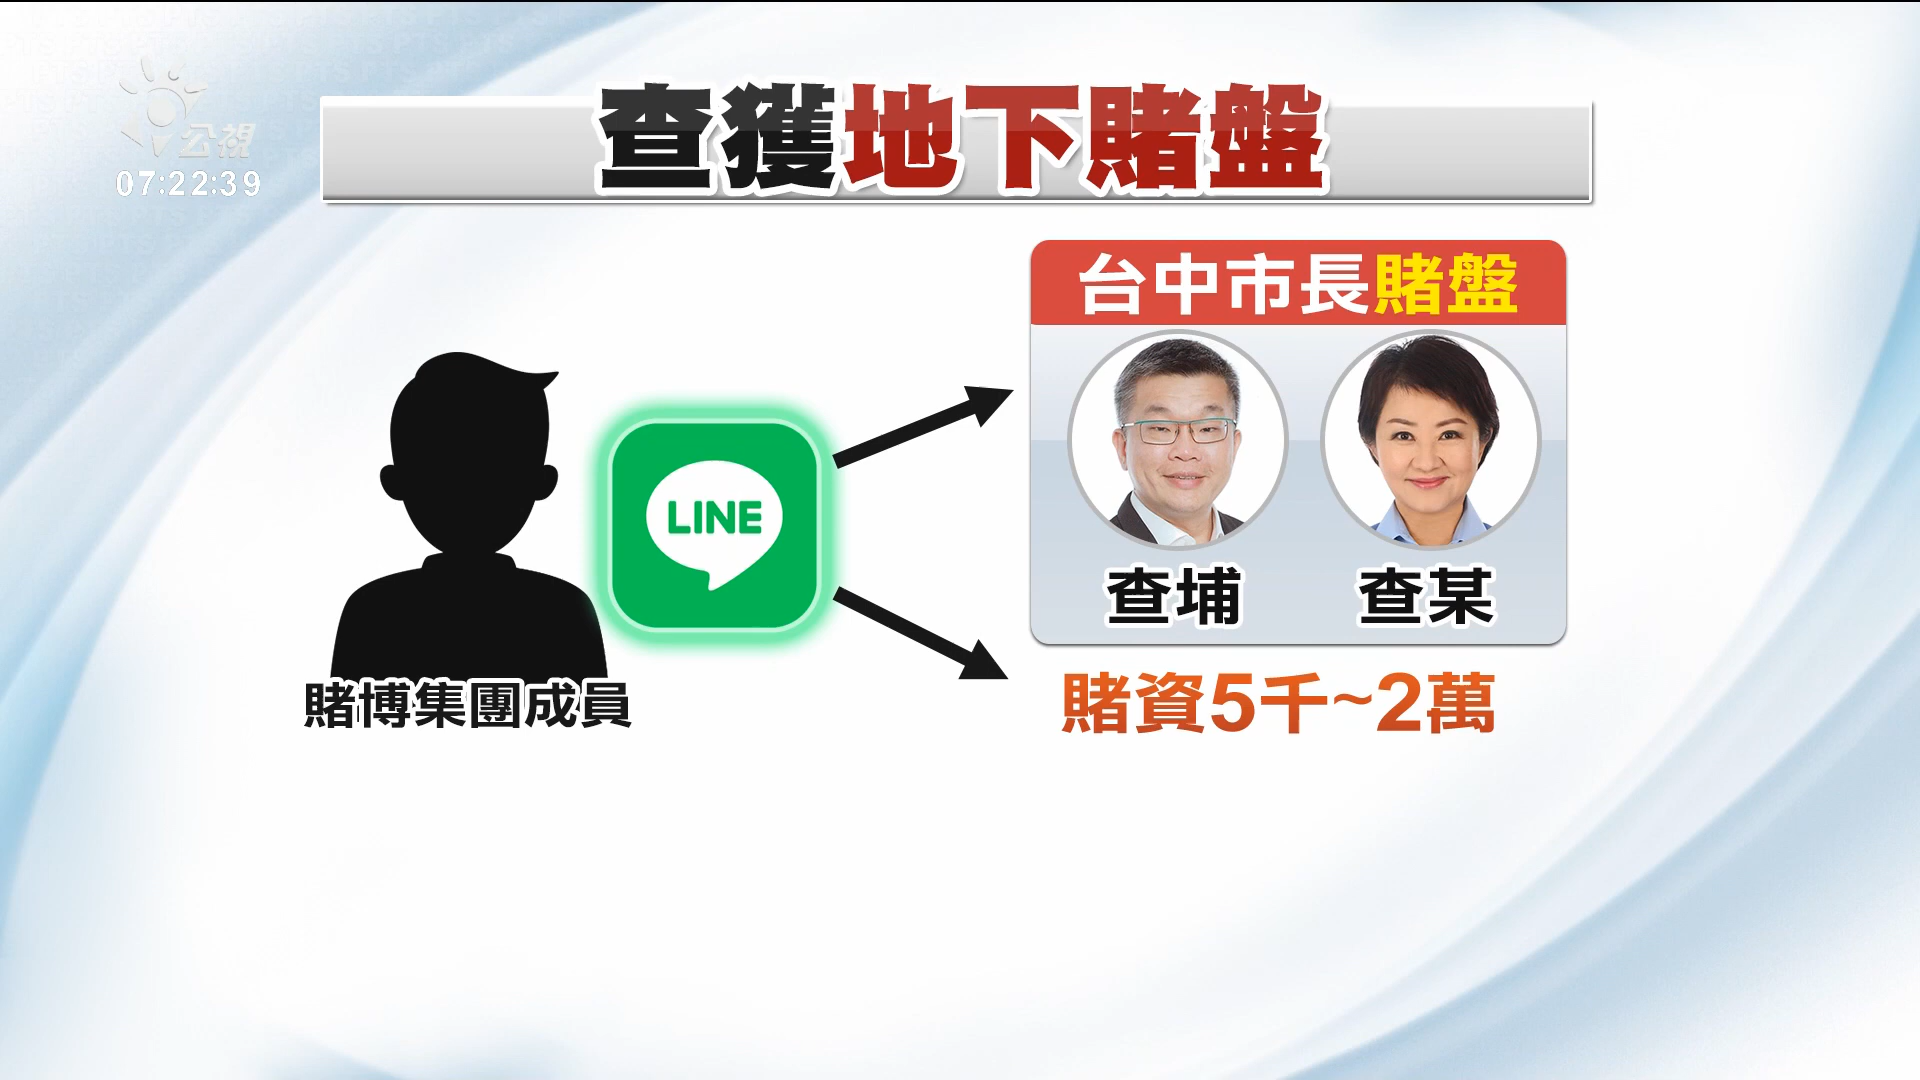 公視
07:22:39
查獲地下賭盤
台中市長賭盤
LINE
查埔
查某
賭博集團成員
賭資5千~2萬